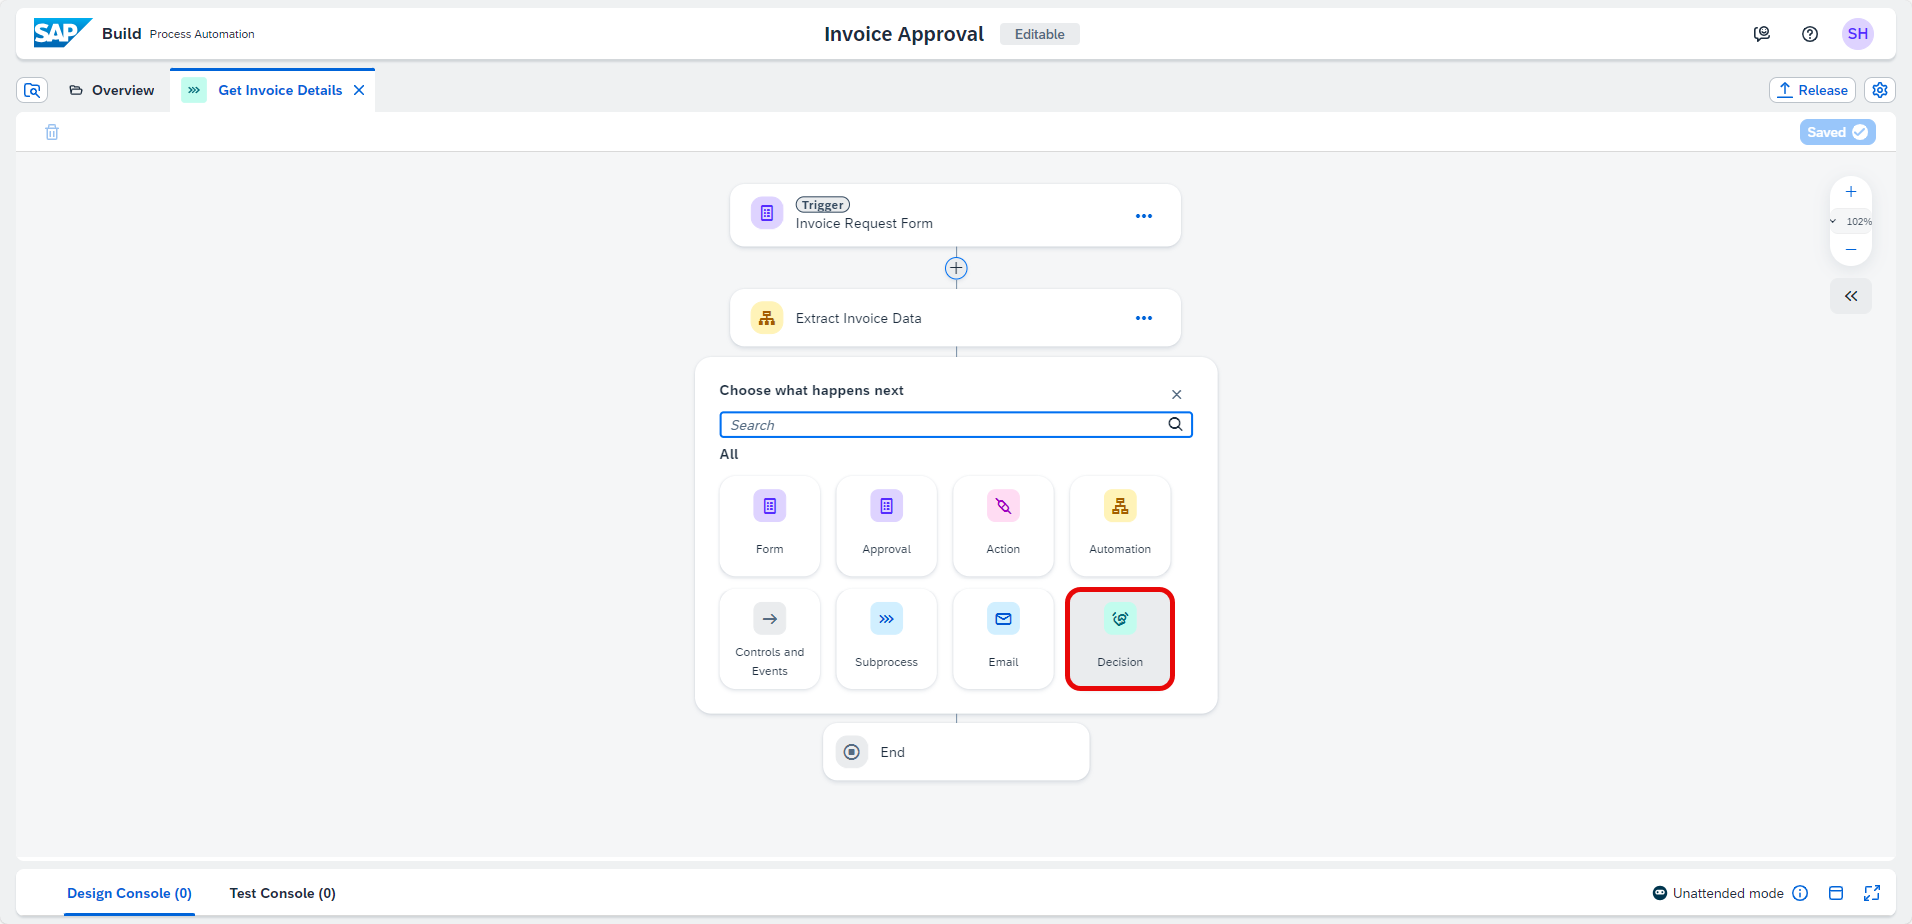 SAP Build Process Automation
Invoice Approval Editable
SH
Overview
Get Invoice Details
Release
Saved
Trigger
Invoice Request Form
102%
Extract Invoice Data
Choose what happens next
Search
All
Form
Approval
Action
Automation
Controls and
Events
Subprocess
Email
Decision
End
Design Console (0)
Test Console (0)
Unattended mode